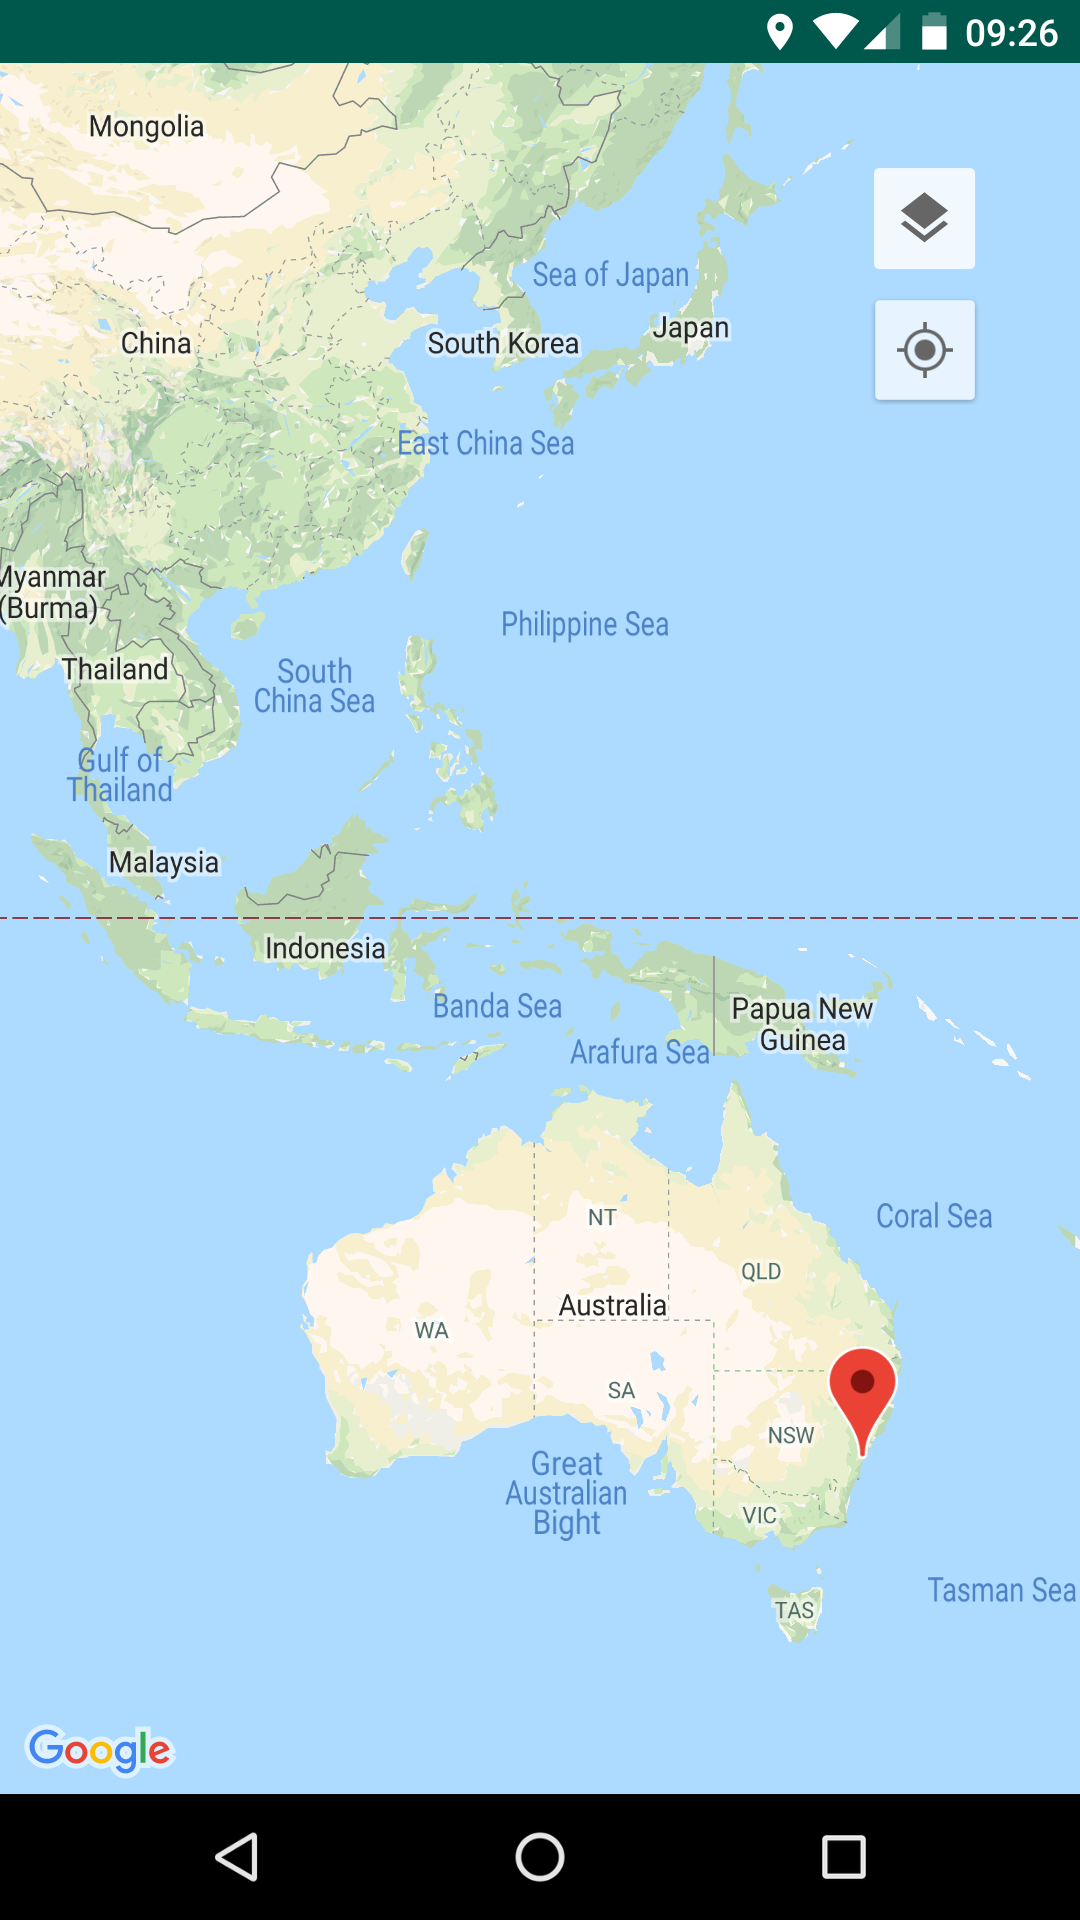 09:26
Mongolia
Sea of Japan
Japan
China
South Korea
East China Sea
Myanmar
(Burma)
Philippine Sea
Thailand
South
China Sea
Gulf of
Thailand
Malaysia
Indonesia
Banda Sea
Papua New
Guinea
Arafura Sea
NT
Coral Sea
QLD
Australia
WA
SA
NSW
Great
Australian
Bight
VIC
Tasman Sea
TAS
Google